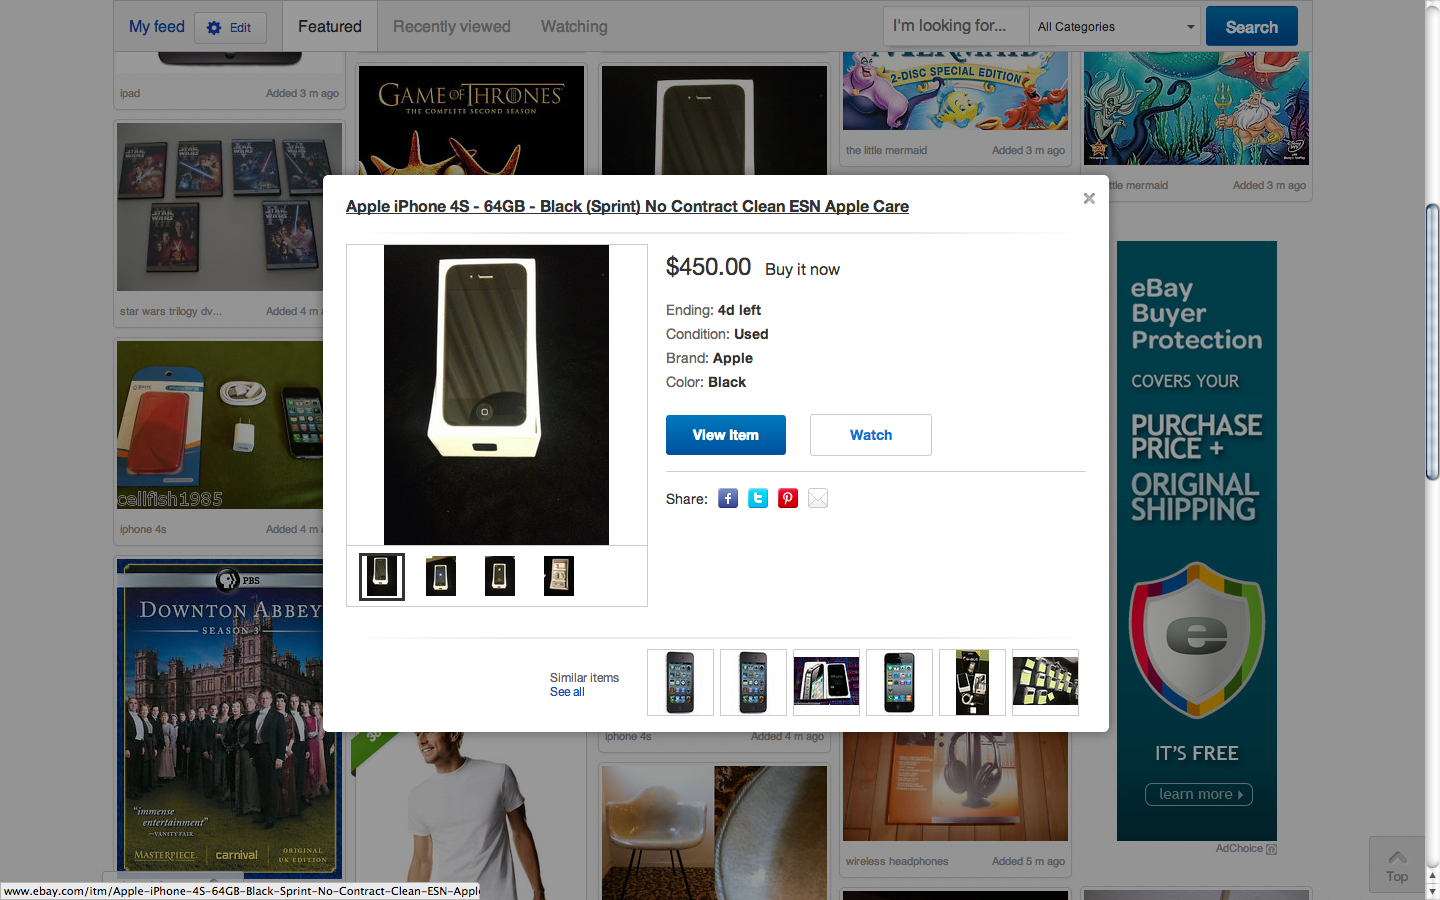 My feed
Edit
Featured
Recently viewed
Watching
I'm looking for...
All Categories
Search
ipad
Added 3 m ago
GAME OF THRONES
THE COMPLETE SECOND SEASON
2-DISC SPECIAL EDITION
the little mermaid
Added 3 m ago
ttle mermaid
Added 3 m ago
STAR WARS
star wars trilogy dv...
Added 4 m a
cellfish1985
iphone 4s
Added 4 m a
PBS
DOWNTON ABBEY
SEASON 3
"immense
entertainment"
—VANITY FAIR
MASTERPIECE.
carnival
ORIGINAL
UK EDITION
Apple iPhone 4S - 64GB - Black (Sprint) No Contract Clean ESN Apple Care
$450.00 Buy it now
Ending: 4d left
Condition: Used
Brand: Apple
Color: Black
View Item
Watch
Share:
Similar items
See all
iphone 4s
Added 4 m ago
wireless headphones
Added 5 m ago
eBay
Buyer
Protection
COVERS YOUR
PURCHASE
PRICE +
ORIGINAL
SHIPPING
e
IT'S FREE
learn more
AdChoice
Top
www.ebay.com/itm/Apple-iPhone-4S-64GB-Black-Sprint-No-Contract-Clean-ESN-Appl